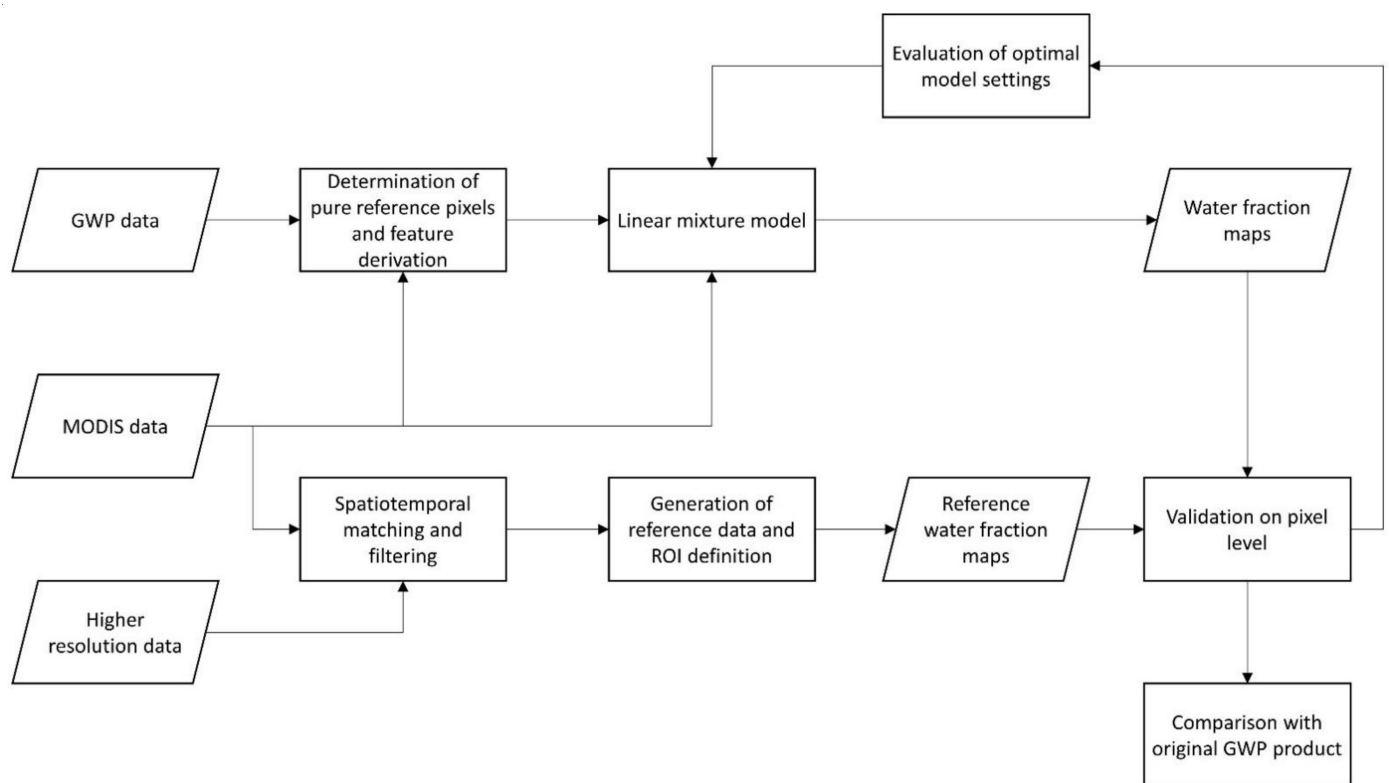 Evaluation of optimal
model settings
GWP data
Determination of
pure reference pixels
and feature
derivation
Linear mixture model
Water fraction
maps
MODIS data
Spatiotemporal
matching and
filtering
Generation of
reference data and
ROI definition
Reference
water fraction
maps
Validation on pixel
level
Higher
resolution data
Comparison with
original GWP product